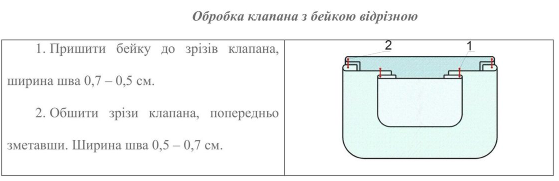 Обробка клапана з бейкою відрізною
1. Пришити бейку до зрізів клапана,
ширина шва 0,7 – 0,5 см.
2. Обшити зрізи клапана, попередньо
зметавши. Ширина шва 0,5 – 0,7 см.
2 1